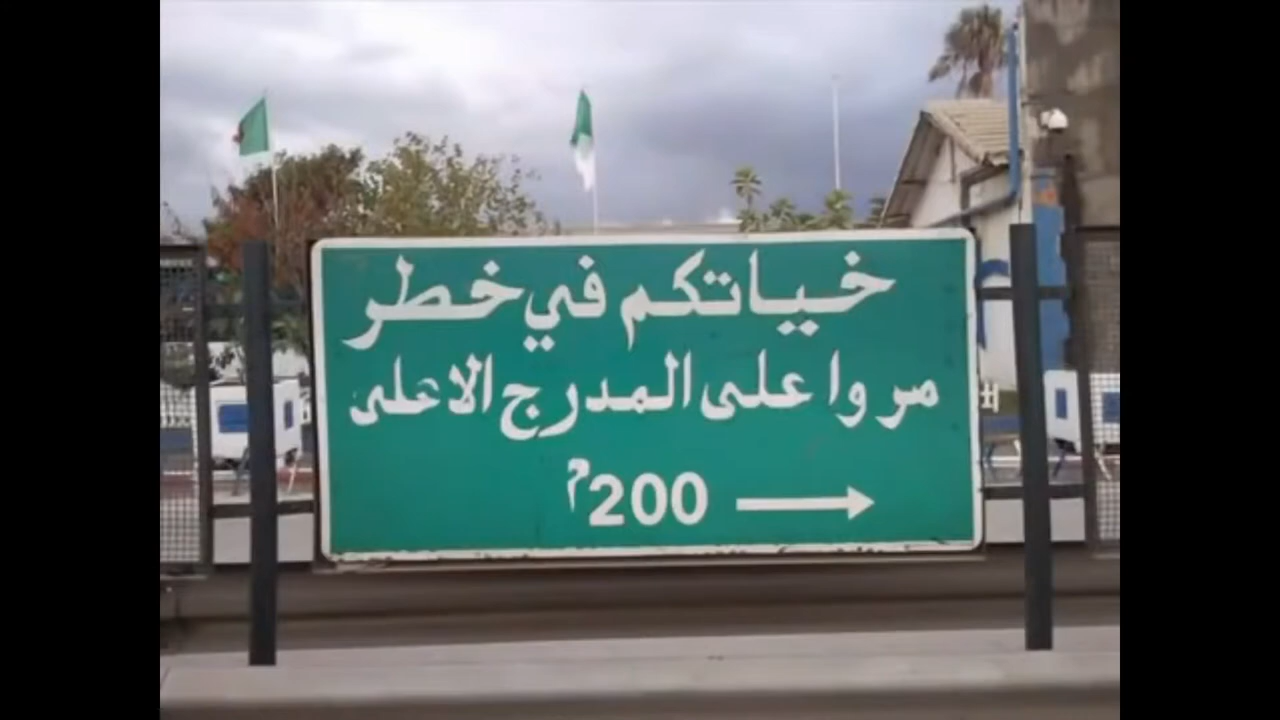 خياتكم في خطر
مروا على المدرج الاعلى
200م